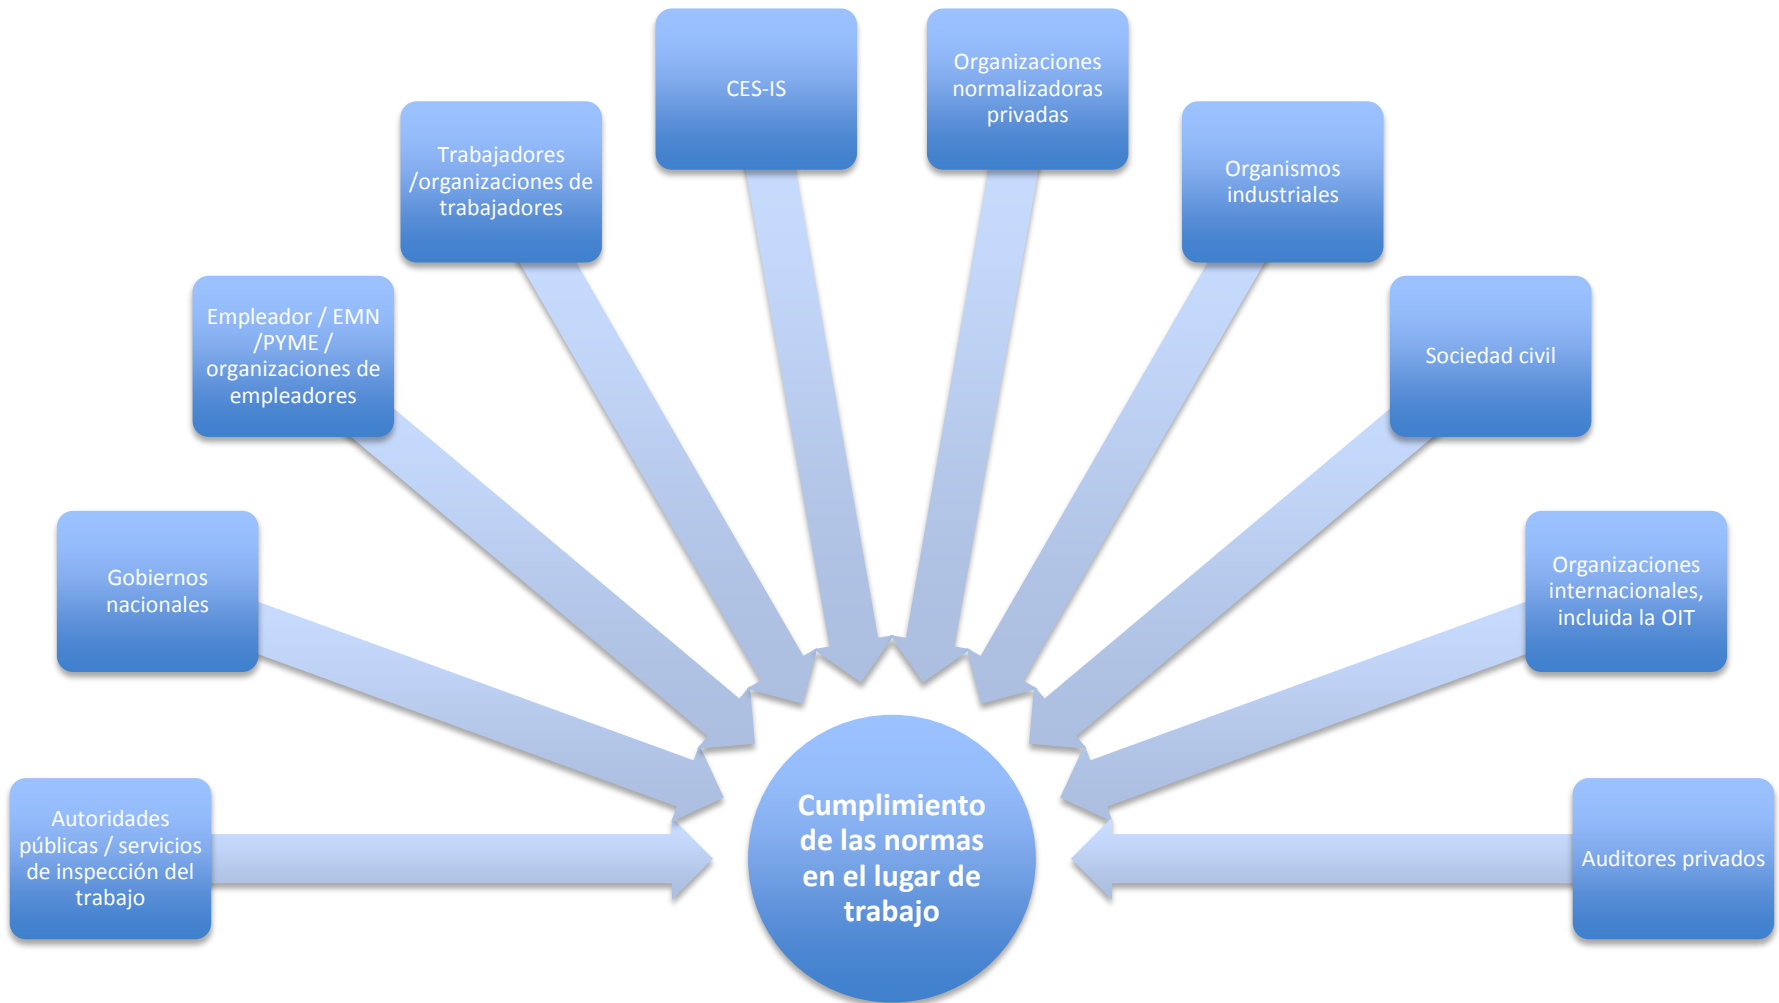 CES-IS
Organizaciones
normalizadoras
privadas
Trabajadores
/organizaciones de
trabajadores
Organismos
industriales
Empleador / EMN
/PYME /
organizaciones de
empleadores
Sociedad civil
Gobiernos
nacionales
Organizaciones
internacionales,
incluida la OIT
Autoridades
públicas / servicios
de inspección del
trabajo
Cumplimiento
de las normas
en el lugar de
trabajo
Auditores privados